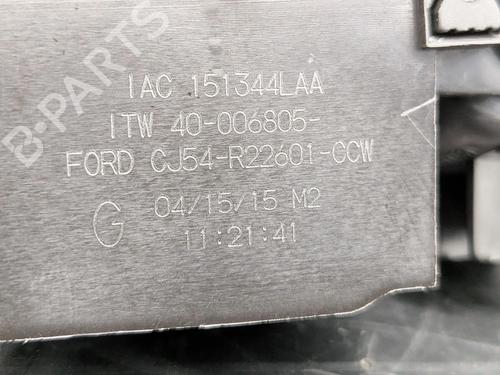 B-PARTS
IAC 151344LAA
ITW 40-006805-
FORD CJ54-R22601-CCW
G 04/15/15 M2
11:21:41